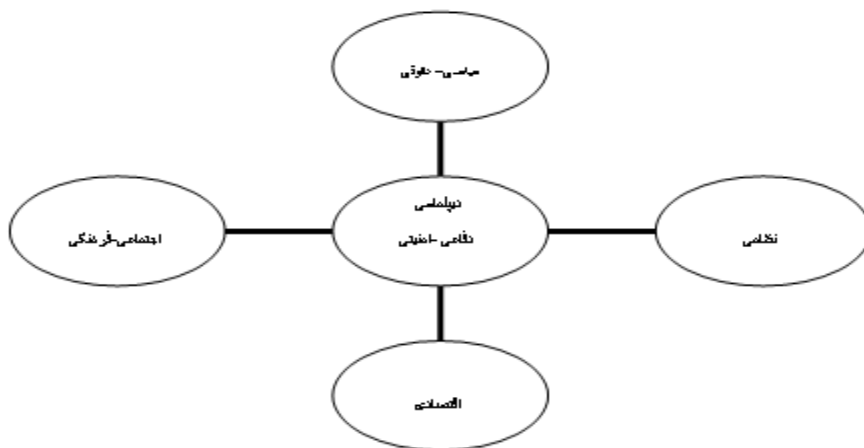 سیاسی-حقوقی
دیپلماسی
دفاعی-امنیتی
نظامی
اجتماعی-فرهنگی
اقتصادی